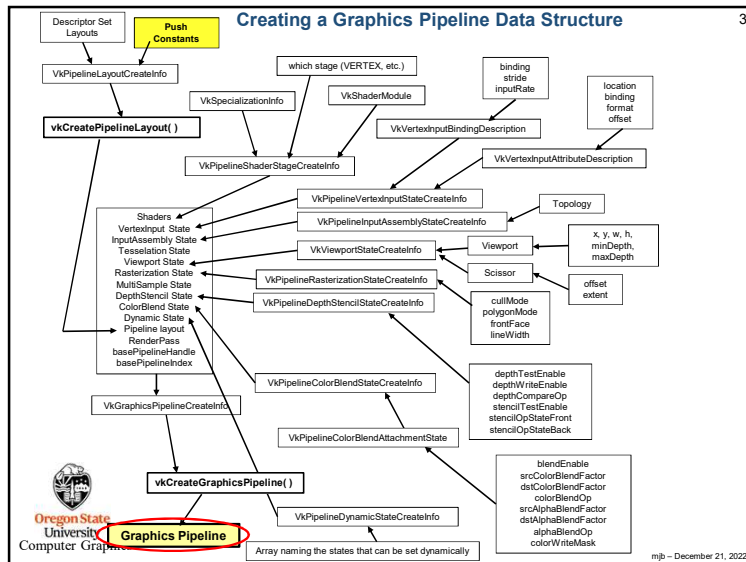 Creating a Graphics Pipeline Data Structure
3
Descriptor Set
Layouts
Push
Constants
which stage (VERTEX, etc.)
binding
stride
inputRate
location
binding
format
offset
VkPipelineLayoutCreateInfo
VkSpecializationInfo
VkShaderModule
vkCreatePipelineLayout( )
VkVertexInputBindingDescription
VkPipelineShaderStageCreateInfo
VkVertexInputAttributeDescription
VkPipelineVertexInputStateCreateInfo
Topology
VkPipelineInputAssemblyStateCreateInfo
Shaders
VertexInput State
InputAssembly State
Tesselation State
Viewport State
Rasterization State
MultiSample State
DepthStencil State
ColorBlend State
Dynamic State
Pipeline layout
RenderPass
basePipelineHandle
basePipelineIndex
VkViewportStateCreateInfo
Viewport
x, y, w, h,
minDepth,
maxDepth
Scissor
offset
extent
VkPipelineRasterizationStateCreateInfo
VkPipelineDepthStencilStateCreateInfo
cullMode
polygonMode
frontFace
lineWidth
depthTestEnable
depthWriteEnable
depthCompareOp
stencilTestEnable
stencilOpStateFront
stencilOpStateBack
VkPipelineColorBlendStateCreateInfo
VkGraphicsPipelineCreateInfo
VkPipelineColorBlendAttachmentState
blendEnable
srcColorBlendFactor
dstColorBlendFactor
colorBlendOp
srcAlphaBlendFactor
dstAlphaBlendFactor
alphaBlendOp
colorWriteMask
vkCreateGraphicsPipeline( )
VkPipelineDynamicStateCreateInfo
Oregon State
University
Computer Graphic
Graphics Pipeline
Array naming the states that can be set dynamically
mjb – December 21, 2022